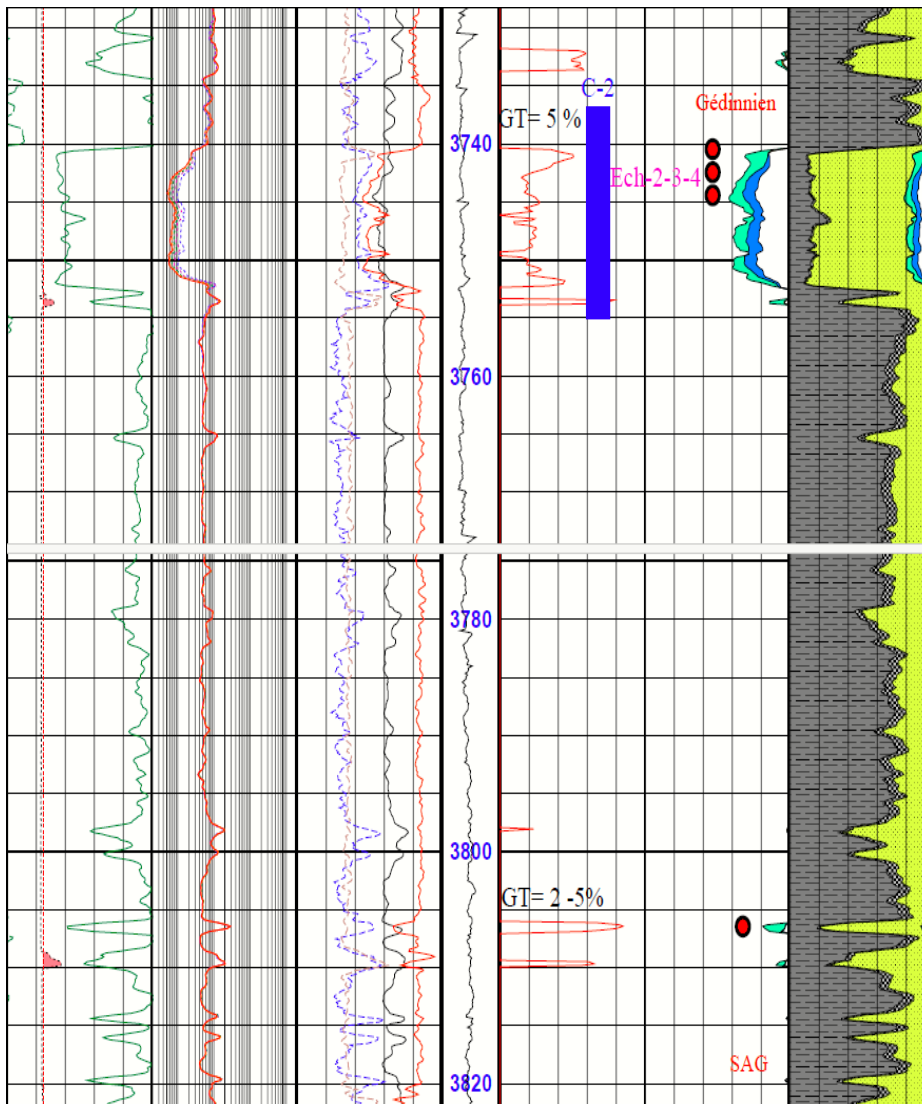 C-2
Gédinnien
GT= 5 %
3740
Ech-2-3-4
3760
3780
3800
GT= 2 -5%
SAG
3820